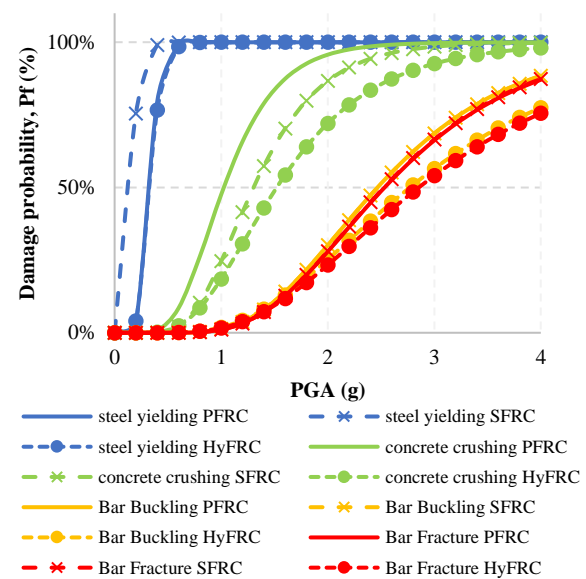 100%
50%
0%
Damage probability, Pf (%)
0 1 2 3 4
PGA (g)
steel yielding PFRC
steel yielding SFRC
steel yielding HyFRC
concrete crushing PFRC
concrete crushing SFRC
concrete crushing HyFRC
Bar Buckling PFRC
Bar Buckling SFRC
Bar Buckling HyFRC
Bar Fracture PFRC
Bar Fracture SFRC
Bar Fracture HyFRC